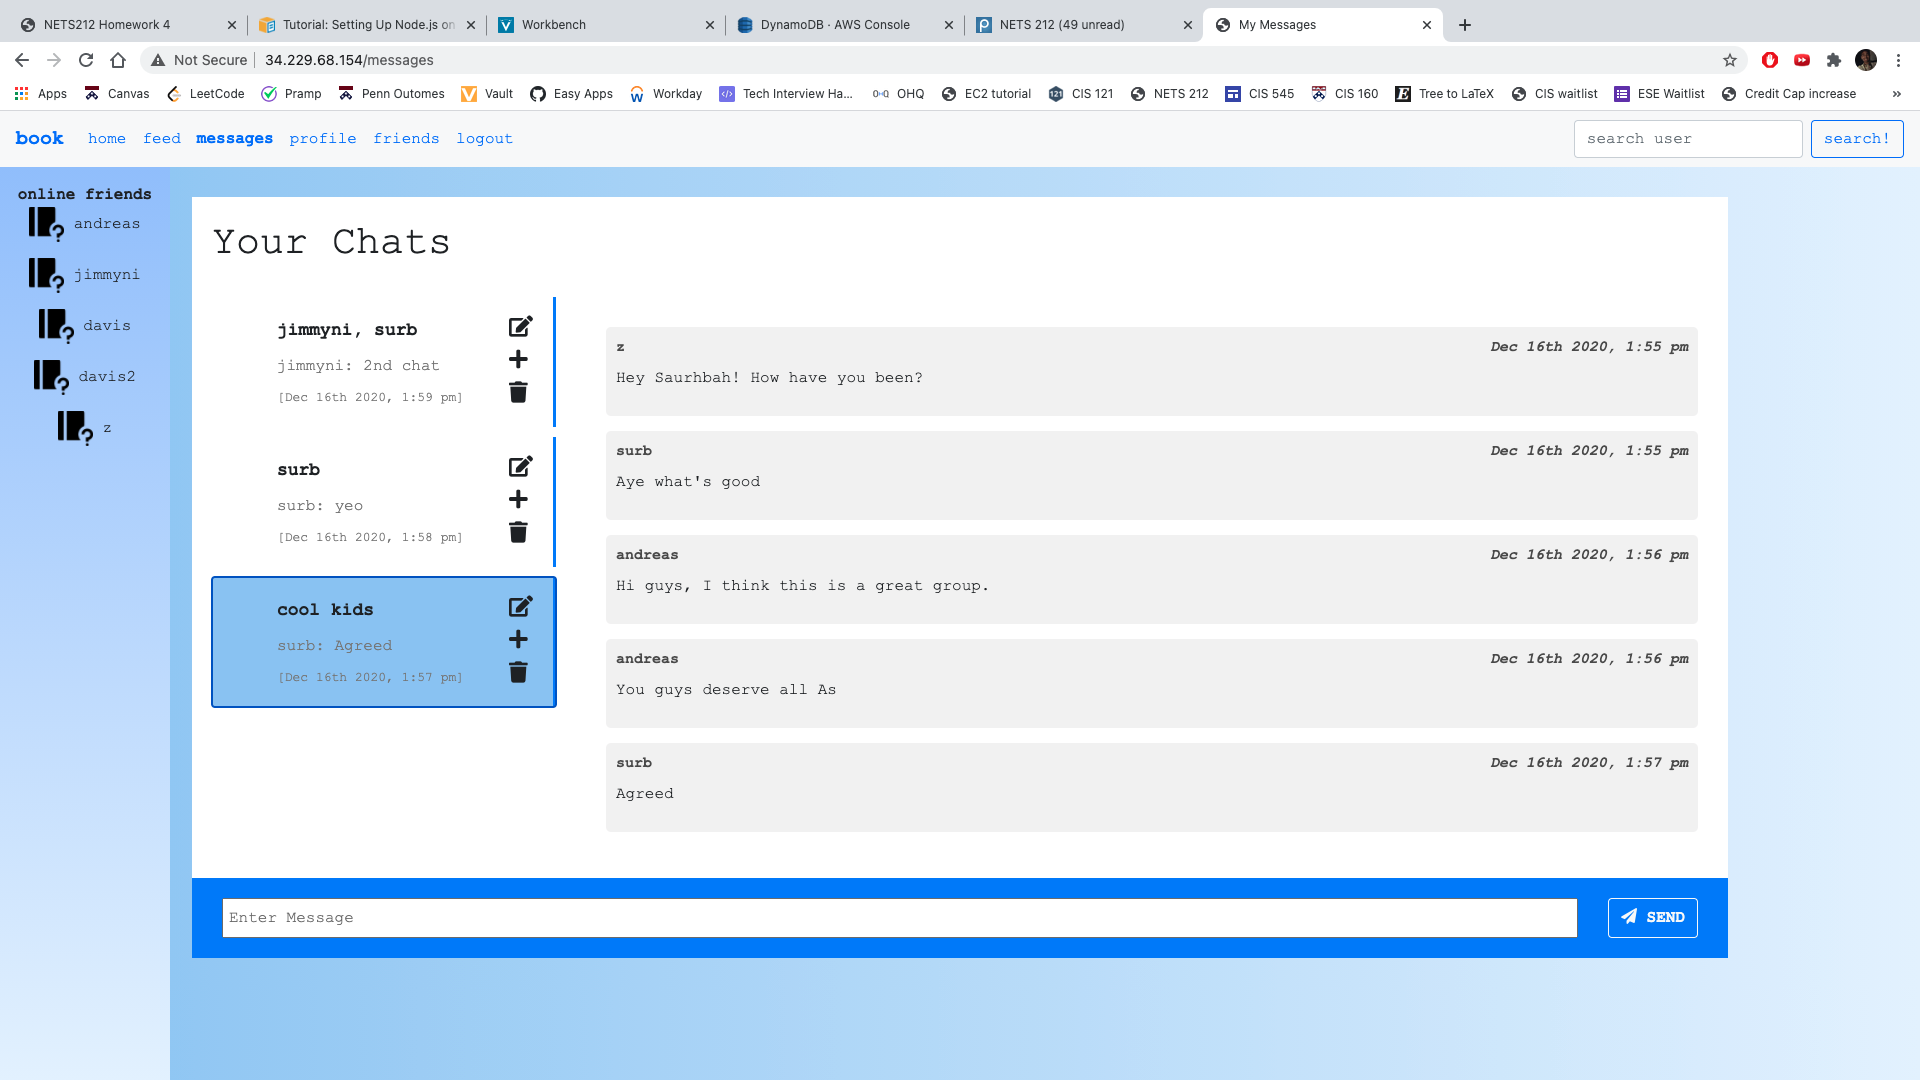 NETS212 Homework 4
Tutorial: Setting Up Node.js on
Workbench
DynamoDB · AWS Console
NETS 212 (49 unread)
My Messages
Not Secure
34.229.68.154/messages
Apps
Canvas
LeetCode
Pramp
Penn Outomes
Vault
Easy Apps
Workday
Tech Interview Ha...
OHQ
EC2 tutorial
CIS 121
NETS 212
CIS 545
CIS 160
Tree to LaTeX
CIS waitlist
ESE Waitlist
Credit Cap increase
»
book
home
feed
messages
profile
friends
logout
search user
search!
online friends
andreas
jimmyni
davis
davis2
z
Your Chats
jimmyni, surb
jimmyni: 2nd chat
[Dec 16th 2020, 1:59 pm]
surb
surb: yeo
[Dec 16th 2020, 1:58 pm]
cool kids
surb: Agreed
[Dec 16th 2020, 1:57 pm]
z Dec 16th 2020, 1:55 pm
Hey Saurhbah! How have you been?
surb Dec 16th 2020, 1:55 pm
Aye what's good
andreas Dec 16th 2020, 1:56 pm
Hi guys, I think this is a great group.
andreas Dec 16th 2020, 1:56 pm
You guys deserve all As
surb Dec 16th 2020, 1:57 pm
Agreed
Enter Message
SEND